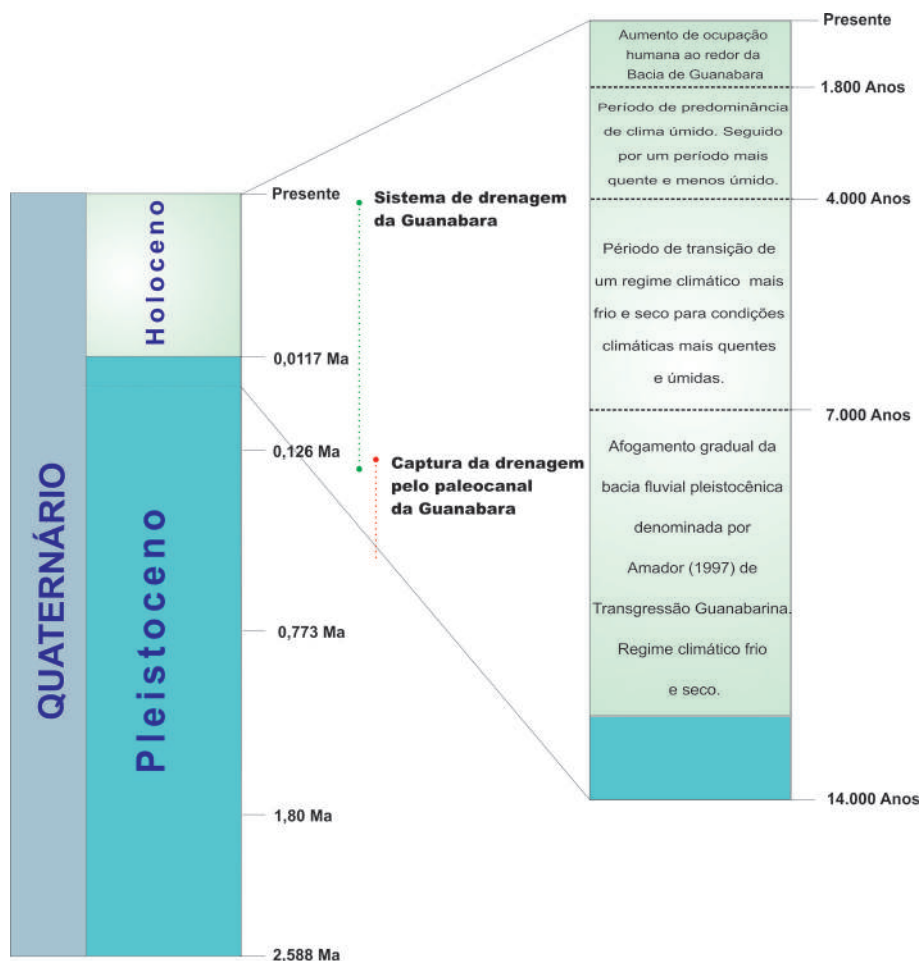 QUATERNÁRIO
Holoceno
Pleistoceno
Presente
0,0117 Ma
0,126 Ma
0,773 Ma
1,80 Ma
2.588 Ma
Sistema de drenagem
da Guanabara
Captura da drenagem
pelo paleocanal
da Guanabara
Aumento de ocupação
humana ao redor da
Bacia de Guanabara
Período de predominância
de clima úmido. Seguido
por um período mais
quente e menos úmido.
Périodo de transição de
um regime climático mais
frio e seco para condições
climáticas mais quentes
e úmidas.
Afogamento gradual da
bacia fluvial pleistocênica
denominada por
Amador (1997) de
Transgressão Guanabarina.
Regime climático frio
e seco.
Presente
1.800 Anos
4.000 Anos
7.000 Anos
14.000 Anos